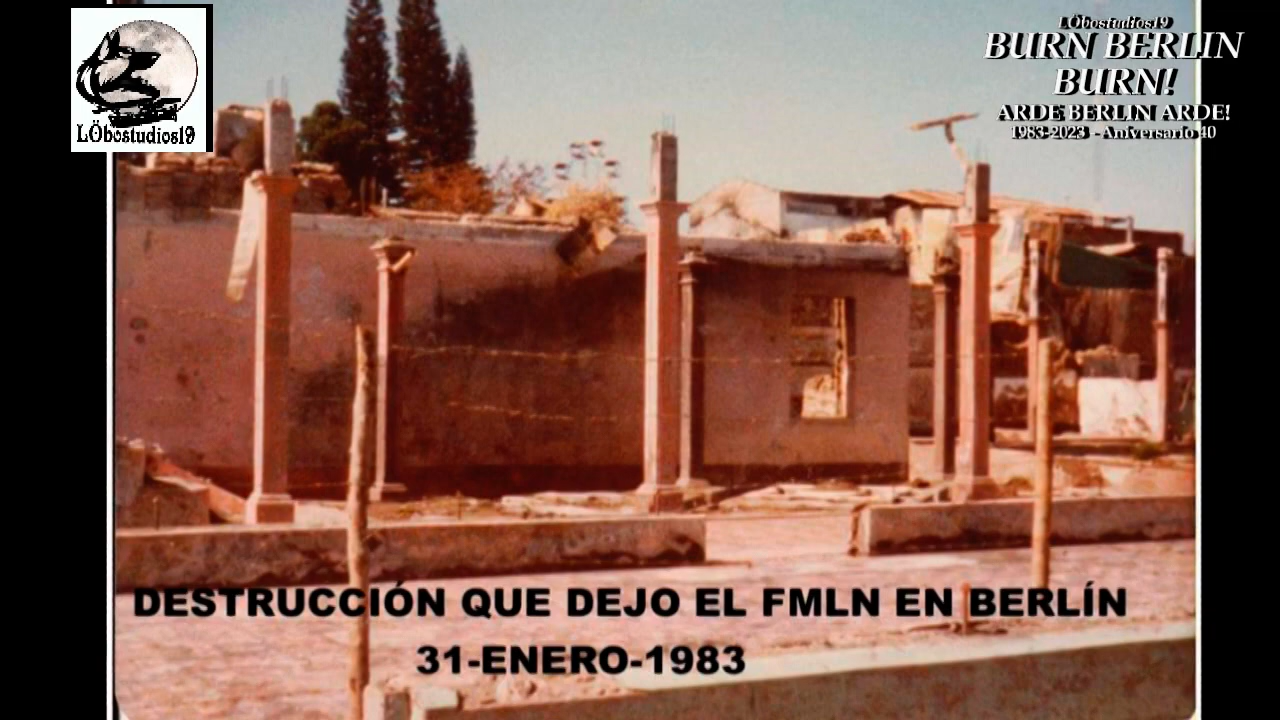 LÖbostudios19
LÖbostudios19
BURN BERLIN
BURN!
ARDE BERLIN ARDE!
1983-2023 - Aniversario 40
DESTRUCCIÓN QUE DEJO EL FMLN EN BERLÍN
31-ENERO-1983